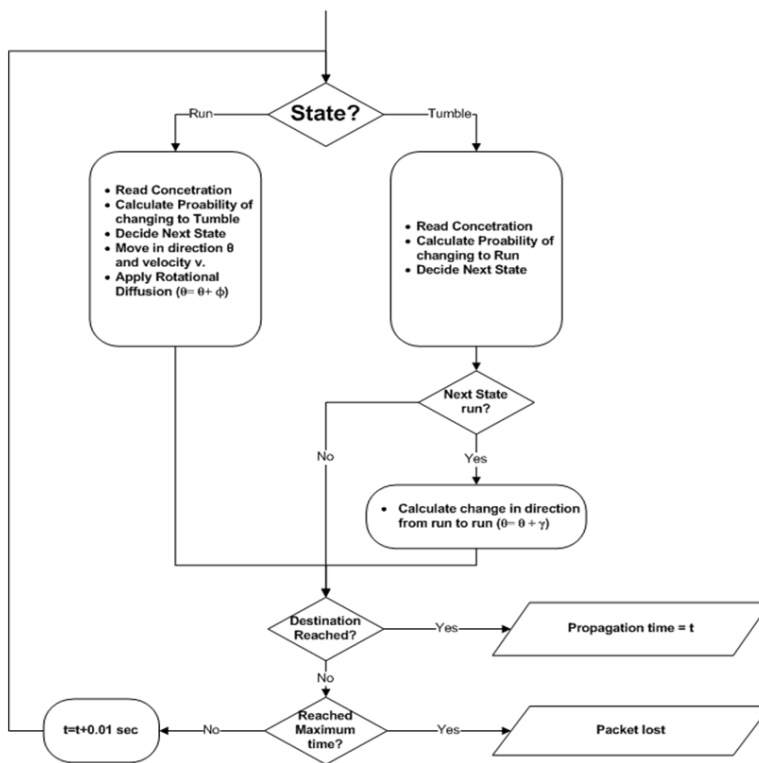 State?
Run
Tumble
• Read Concetration
• Calculate Proability of
changing to Tumble
• Decide Next State
• Move in direction θ
and velocity v.
• Apply Rotational
Diffusion (θ= θ+ ϕ)
• Read Concetration
• Calculate Proability of
changing to Run
• Decide Next State
Next State
run?
No
Yes
• Calculate change in direction
from run to run (θ= θ + γ)
Destination
Reached?
Yes
Propagation time = t
No
t=t+0.01 sec
No
Reached
Maximum
time?
Yes
Packet lost